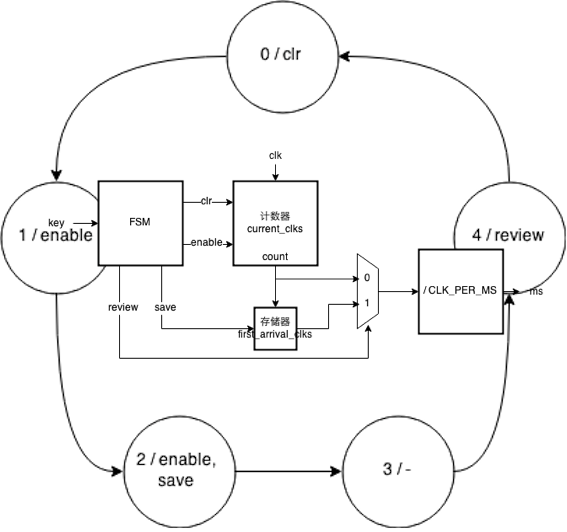 0 / clr
clk
key
1 / enable
FSM
clr
enable
计数器
current_clks
count
4 / review
/ CLK_PER_MS
ms
0
1
review
save
存储器
first_arrival_clks
2 / enable,
save
3 / -